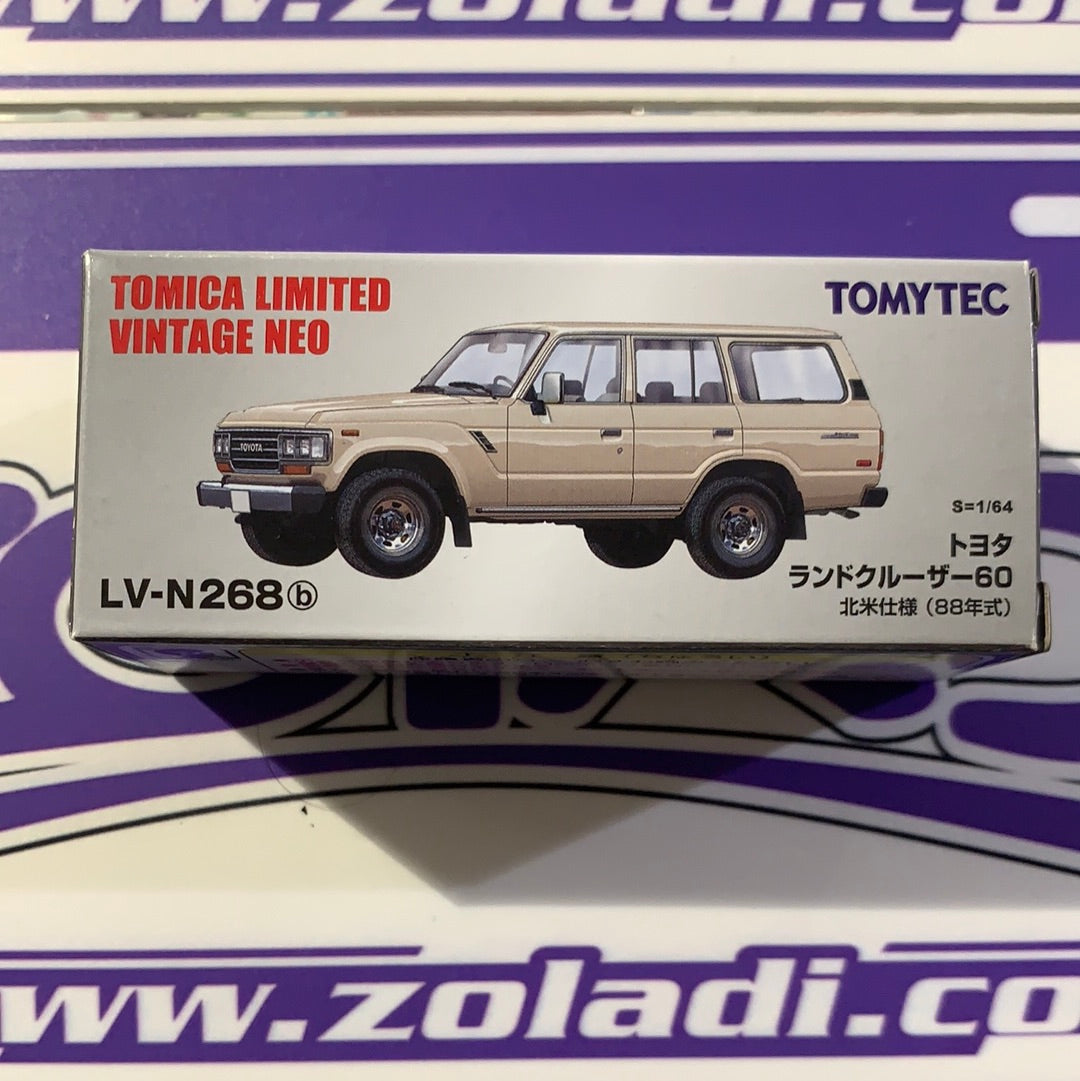 www.zoladi.co
TOMICA LIMITED
VINTAGE NEO
TOMYTEC
TOYOTA
S=1/64
トヨタ
ランドクルーザー60
北米仕様（88年式）
LV-N268ⓑ
ww.zoladi.co